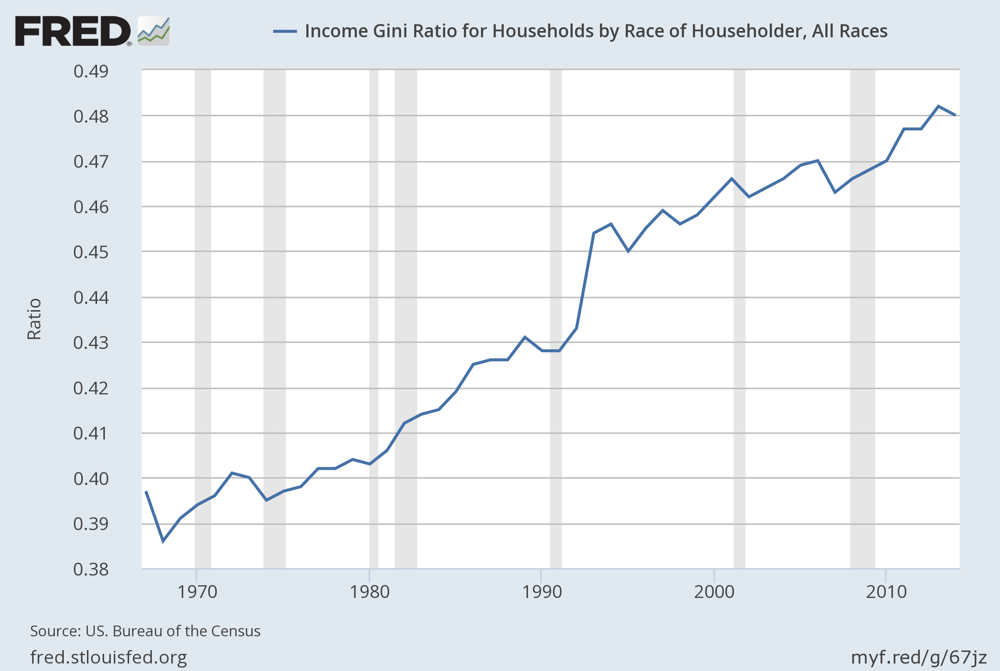 FRED®
Income Gini Ratio for Households by Race of Householder, All Races
0.49
0.48
0.47
0.46
0.45
0.44
0.43
0.42
0.41
0.40
0.39
0.38
Ratio
1970 1980 1990 2000 2010
Source: US. Bureau of the Census
fred.stlouisfed.org
myf.red/g/67jz